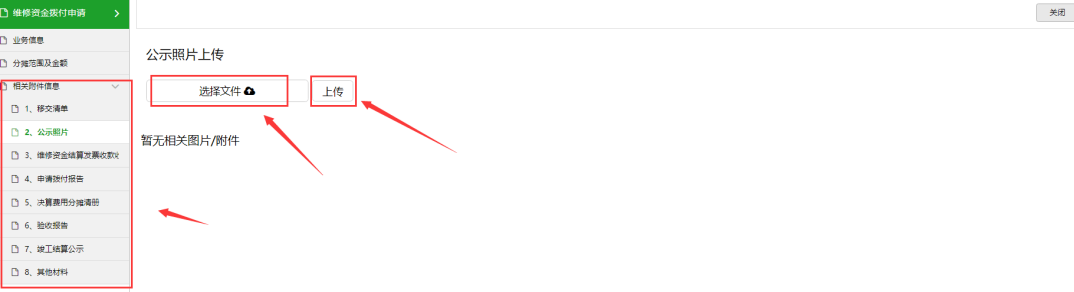 维修资金拨付申请
关闭
业务信息
分摊范围及金额
相关附件信息
1、移交清单
2、公示照片
3、维修资金结算发票收款
4、申请拨付报告
5、决算费用分摊清册
6、验收报告
7、竣工结算公示
8、其他材料
公示照片上传
选择文件 上传
暂无相关图片/附件